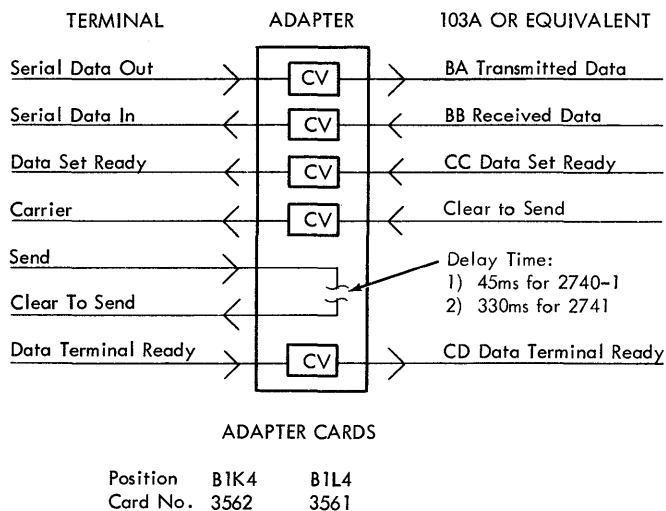 TERMINAL ADAPTER 103A OR EQUIVALENT
Serial Data Out CV BA Transmitted Data
Serial Data In CV BB Received Data
Data Set Ready CV CC Data Set Ready
Carrier CV Clear to Send
Send
Delay Time:
1) 45ms for 2740-1
2) 330ms for 2741
Clear To Send
Data Terminal Ready CV CD Data Terminal Ready
ADAPTER CARDS
Position B1K4 B1L4
Card No. 3562 3561